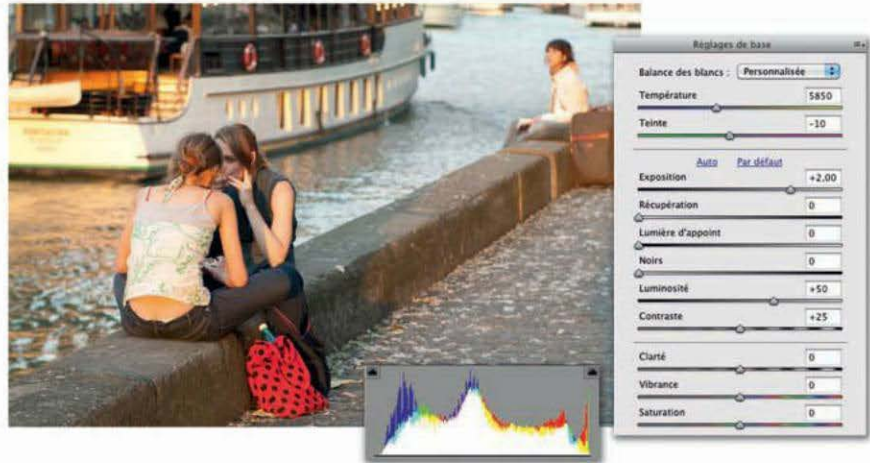 Réglages de base
Balance des blancs : Personnalisée
Température 5850
Teinte -10
Auto Par défaut
Exposition +2,00
Récupération 0
Lumière d'appoint 0
Noirs 0
Luminosité +50
Contraste +25
Clarté 0
Vibrance 0
Saturation 0